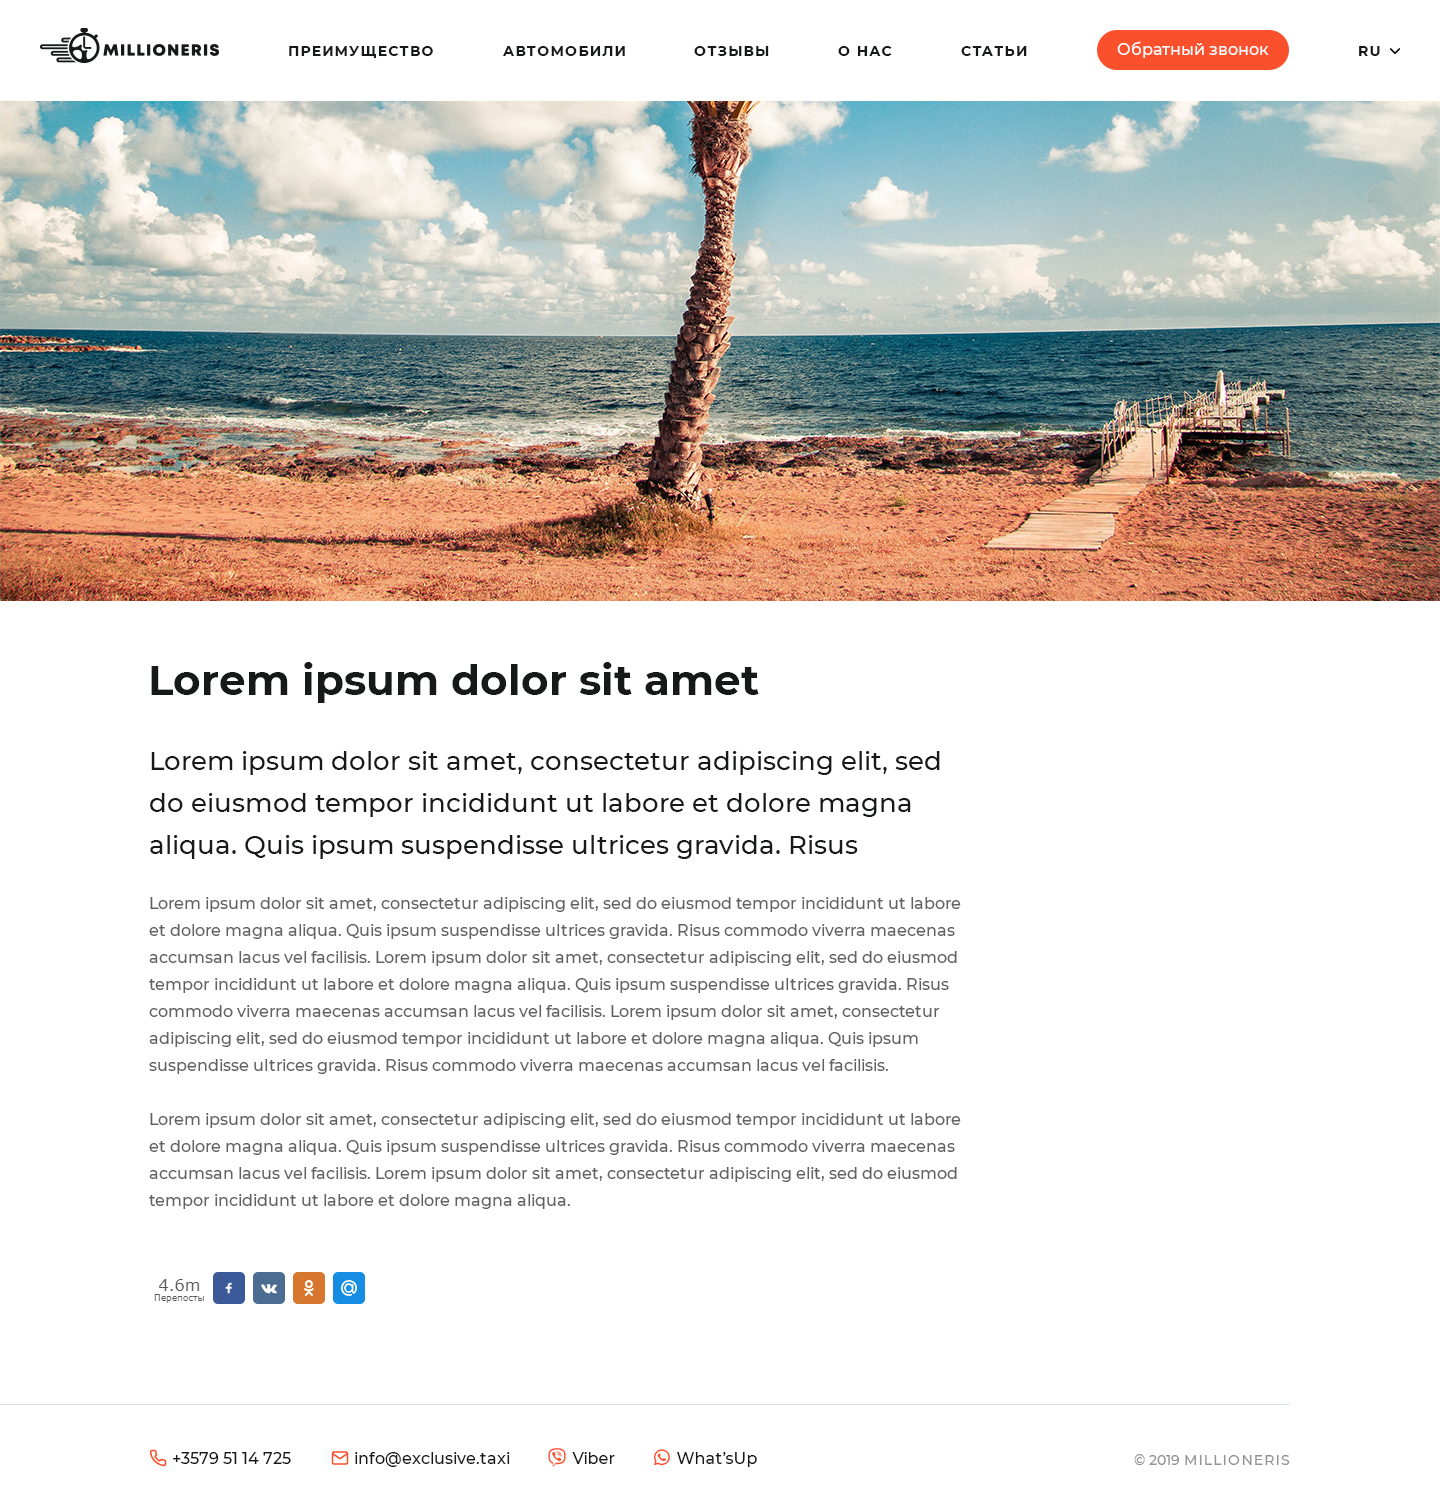 MILLIONERIS
ПРЕИМУЩЕСТВО
АВТОМОБИЛИ
ОТЗЫВЫ
О НАС
СТАТЬИ
Обратный звонок
RU
Lorem ipsum dolor sit amet
Lorem ipsum dolor sit amet, consectetur adipiscing elit, sed
do eiusmod tempor incididunt ut labore et dolore magna
aliqua. Quis ipsum suspendisse ultrices gravida. Risus
Lorem ipsum dolor sit amet, consectetur adipiscing elit, sed do eiusmod tempor incididunt ut labore
et dolore magna aliqua. Quis ipsum suspendisse ultrices gravida. Risus commodo viverra maecenas
accumsan lacus vel facilisis. Lorem ipsum dolor sit amet, consectetur adipiscing elit, sed do eiusmod
tempor incididunt ut labore et dolore magna aliqua. Quis ipsum suspendisse ultrices gravida. Risus
commodo viverra maecenas accumsan lacus vel facilisis. Lorem ipsum dolor sit amet, consectetur
adipiscing elit, sed do eiusmod tempor incididunt ut labore et dolore magna aliqua. Quis ipsum
suspendisse ultrices gravida. Risus commodo viverra maecenas accumsan lacus vel facilisis.
Lorem ipsum dolor sit amet, consectetur adipiscing elit, sed do eiusmod tempor incididunt ut labore
et dolore magna aliqua. Quis ipsum suspendisse ultrices gravida. Risus commodo viverra maecenas
accumsan lacus vel facilisis. Lorem ipsum dolor sit amet, consectetur adipiscing elit, sed do eiusmod
tempor incididunt ut labore et dolore magna aliqua.
4.6m
Перепосты
+3579 51 14 725
info@exclusive.taxi
Viber
What’sUp
© 2019 MILLIONERIS